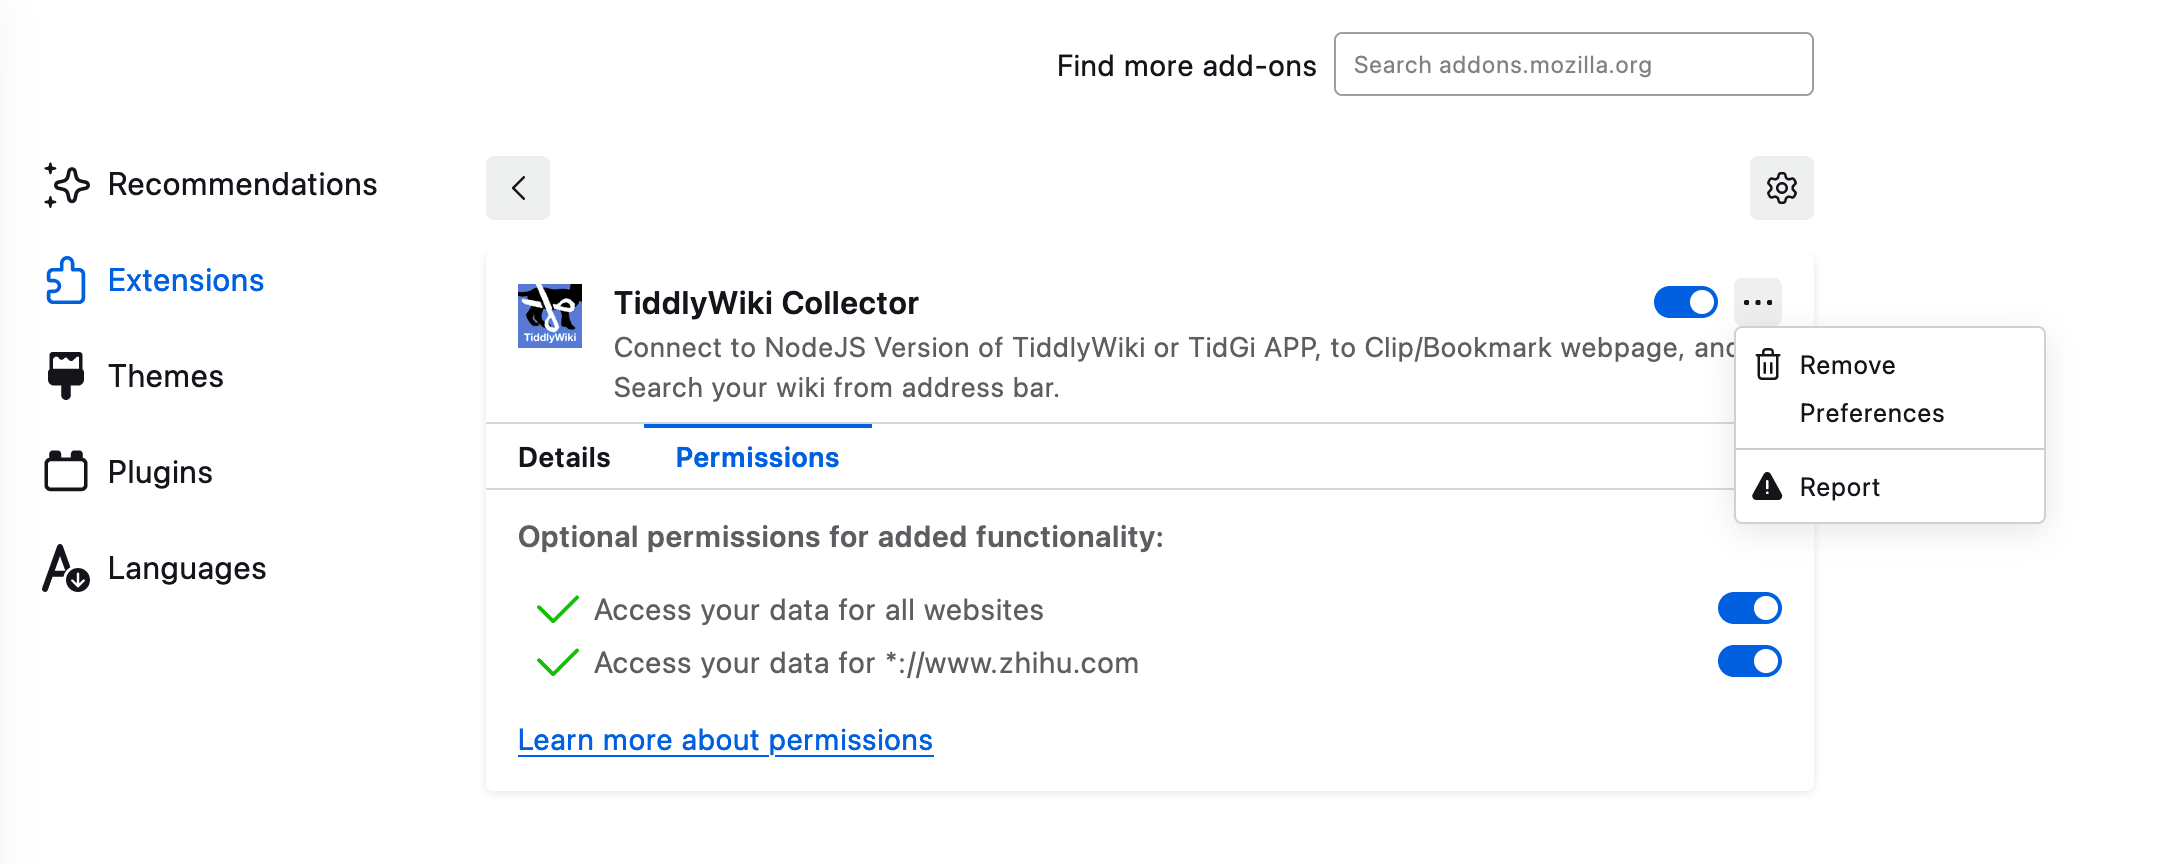 Find more add-ons
Search addons.mozilla.org
Recommendations
Extensions
Themes
Plugins
Languages
TiddlyWiki
TiddlyWiki Collector
Connect to NodeJS Version of TiddlyWiki or TidGi APP, to Clip/Bookmark webpage, and
Search your wiki from address bar.
Remove
Preferences
Report
Details
Permissions
Optional permissions for added functionality:
Access your data for all websites
Access your data for *://www.zhihu.com
Learn more about permissions